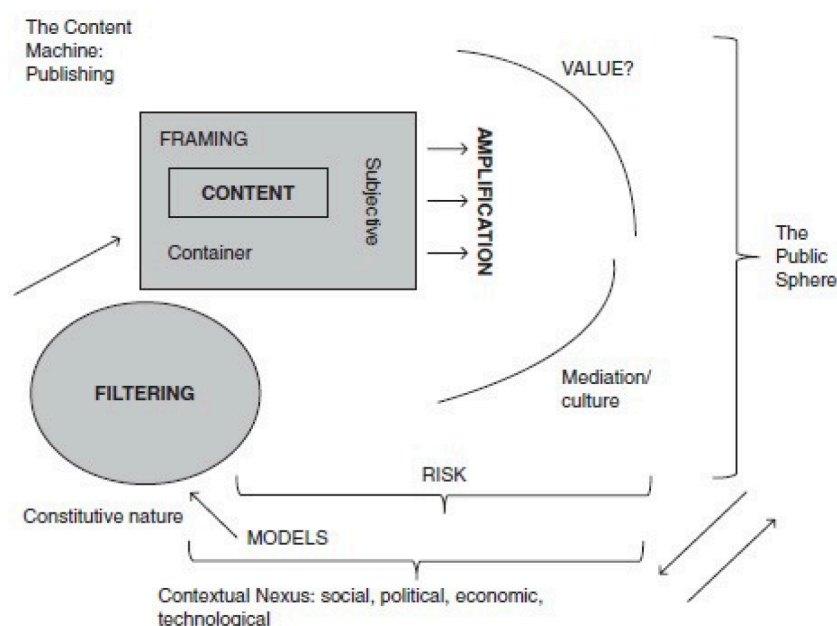 The Content
Machine:
Publishing
VALUE?
FRAMING
CONTENT
Subjective
Container
AMPLIFICATION
The
Public
Sphere
FILTERING
Mediation/
culture
RISK
Constitutive nature
MODELS
Contextual Nexus: social, political, economic,
technological